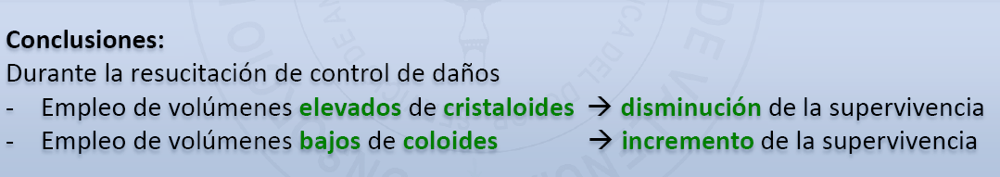 Conclusiones:
Durante la resucitación de control de daños
- Empleo de volúmenes elevados de cristaloides → disminución de la supervivencia
- Empleo de volúmenes bajos de coloides → incremento de la supervivencia